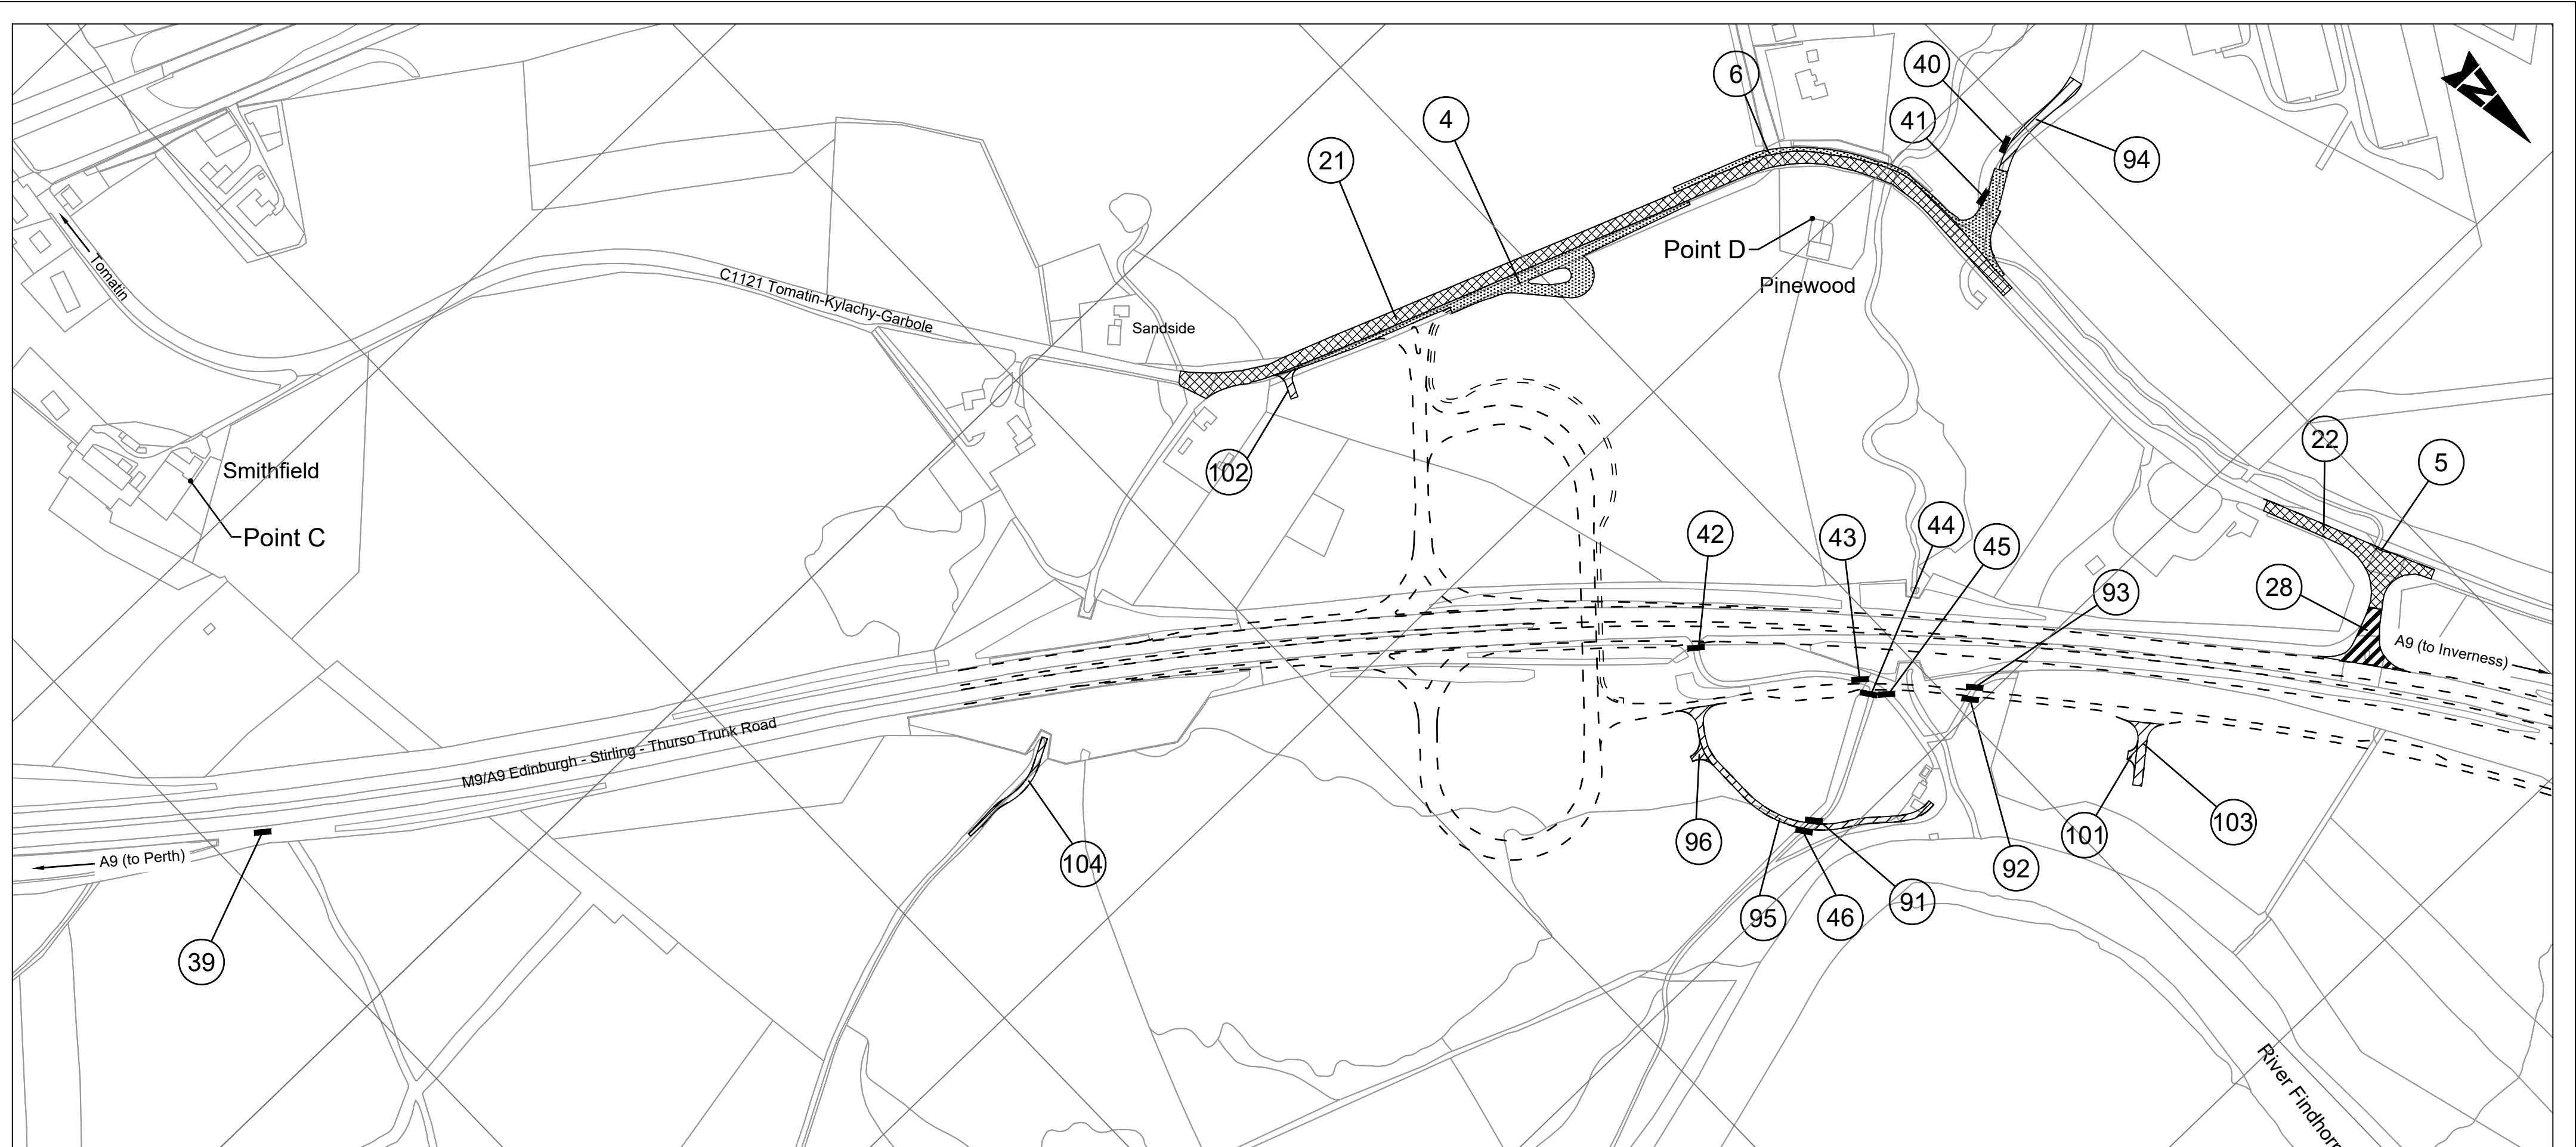 40
6
41
4
N
21
94
Tomatin
C1121 Tomatin-Kylachy-Garbole
Point D
Pinewood
Sandside
22
5
Smithfield
102
Point C
42
43
44
45
93
28
A9 (to Inverness)
M9/A9 Edinburgh - Stirling - Thurso Trunk Road
A9 (to Perth)
104
96
101
103
92
95
46
91
39
River Findhorn